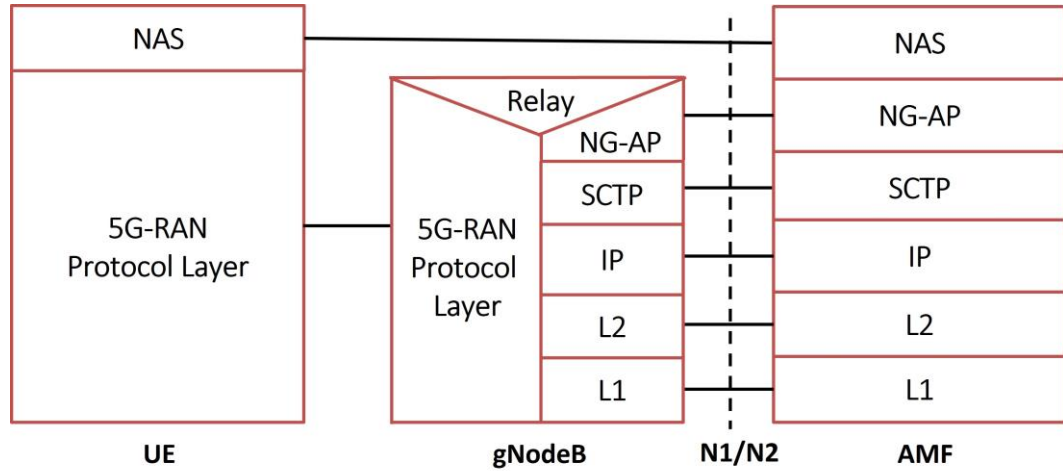 NAS
5G-RAN
Protocol Layer
UE
Relay
5G-RAN
Protocol
Layer
NG-AP
SCTP
IP
L2
L1
gNodeB
N1/N2
NAS
NG-AP
SCTP
IP
L2
L1
AMF